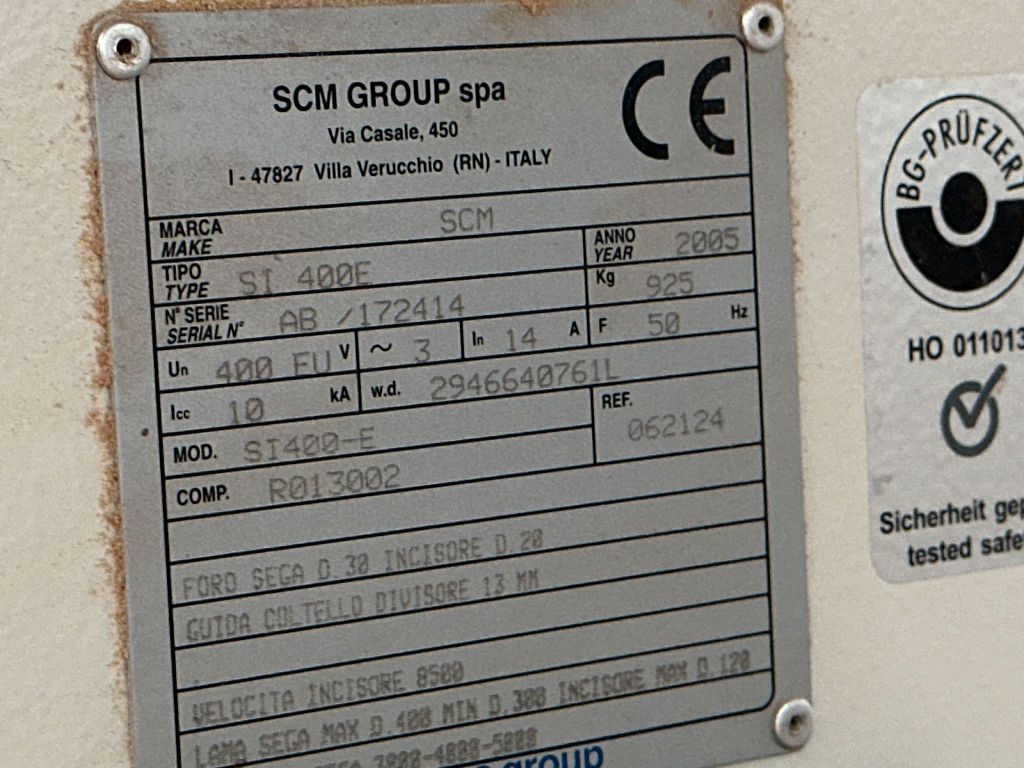 SCM GROUP spa
Via Casale, 450
I - 47827 Villa Verucchio (RN) - ITALY
CE
MARCA
MAKE
SCM
TIPO
TYPE
SI 400E
ANNO
YEAR
2005
N° SERIE
SERIAL N°
AB /172414
Kg 925
Un 400 EU V ~ 3 In 14 A F 50 Hz
Icc 10 kA w.d. 2946640761L
MOD. SI400-E
REF.
062124
COMP. R013002
FORO SEGA D.30 INCISORE D.20
GUIDA COLTELLO DIVISORE 13 MM
VELOCITA INCISORE 8500
LAMA SEGA MAX D.400 MIN D.300 INCISORE MAX D.120
group
BG-PRÜFZERT
HO 011013
Sicherheit
tested safe